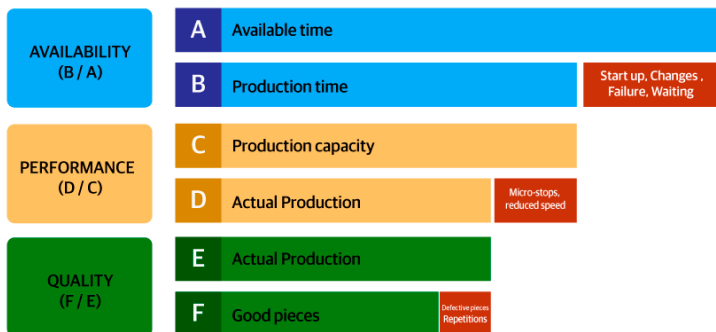 AVAILABILITY
(B / A)
A
Available time
B
Production time
Start up, Changes ,
Failure, Waiting
PERFORMANCE
(D / C)
C
Production capacity
D
Actual Production
Micro-stops,
reduced speed
QUALITY
(F / E)
E
Actual Production
F
Good pieces
Defective pieces
Repetitions